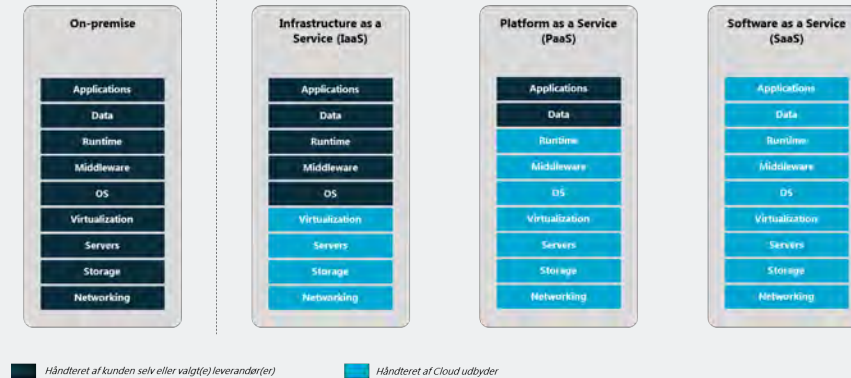 On-premise
Applications
Data
Runtime
Middleware
OS
Virtualization
Servers
Storage
Networking
Infrastructure as a
Service (IaaS)
Applications
Data
Runtime
Middleware
OS
Virtualization
Servers
Storage
Networking
Platform as a Service
(PaaS)
Applications
Data
Runtime
Middleware
OS
Virtualization
Servers
Storage
Networking
Software as a Service
(SaaS)
Applications
Data
Runtime
Middleware
OS
Virtualization
Servers
Storage
Networking
Håndteret af kunden selv eller valgt(e) leverandør(er)
Håndteret af Cloud udbyder